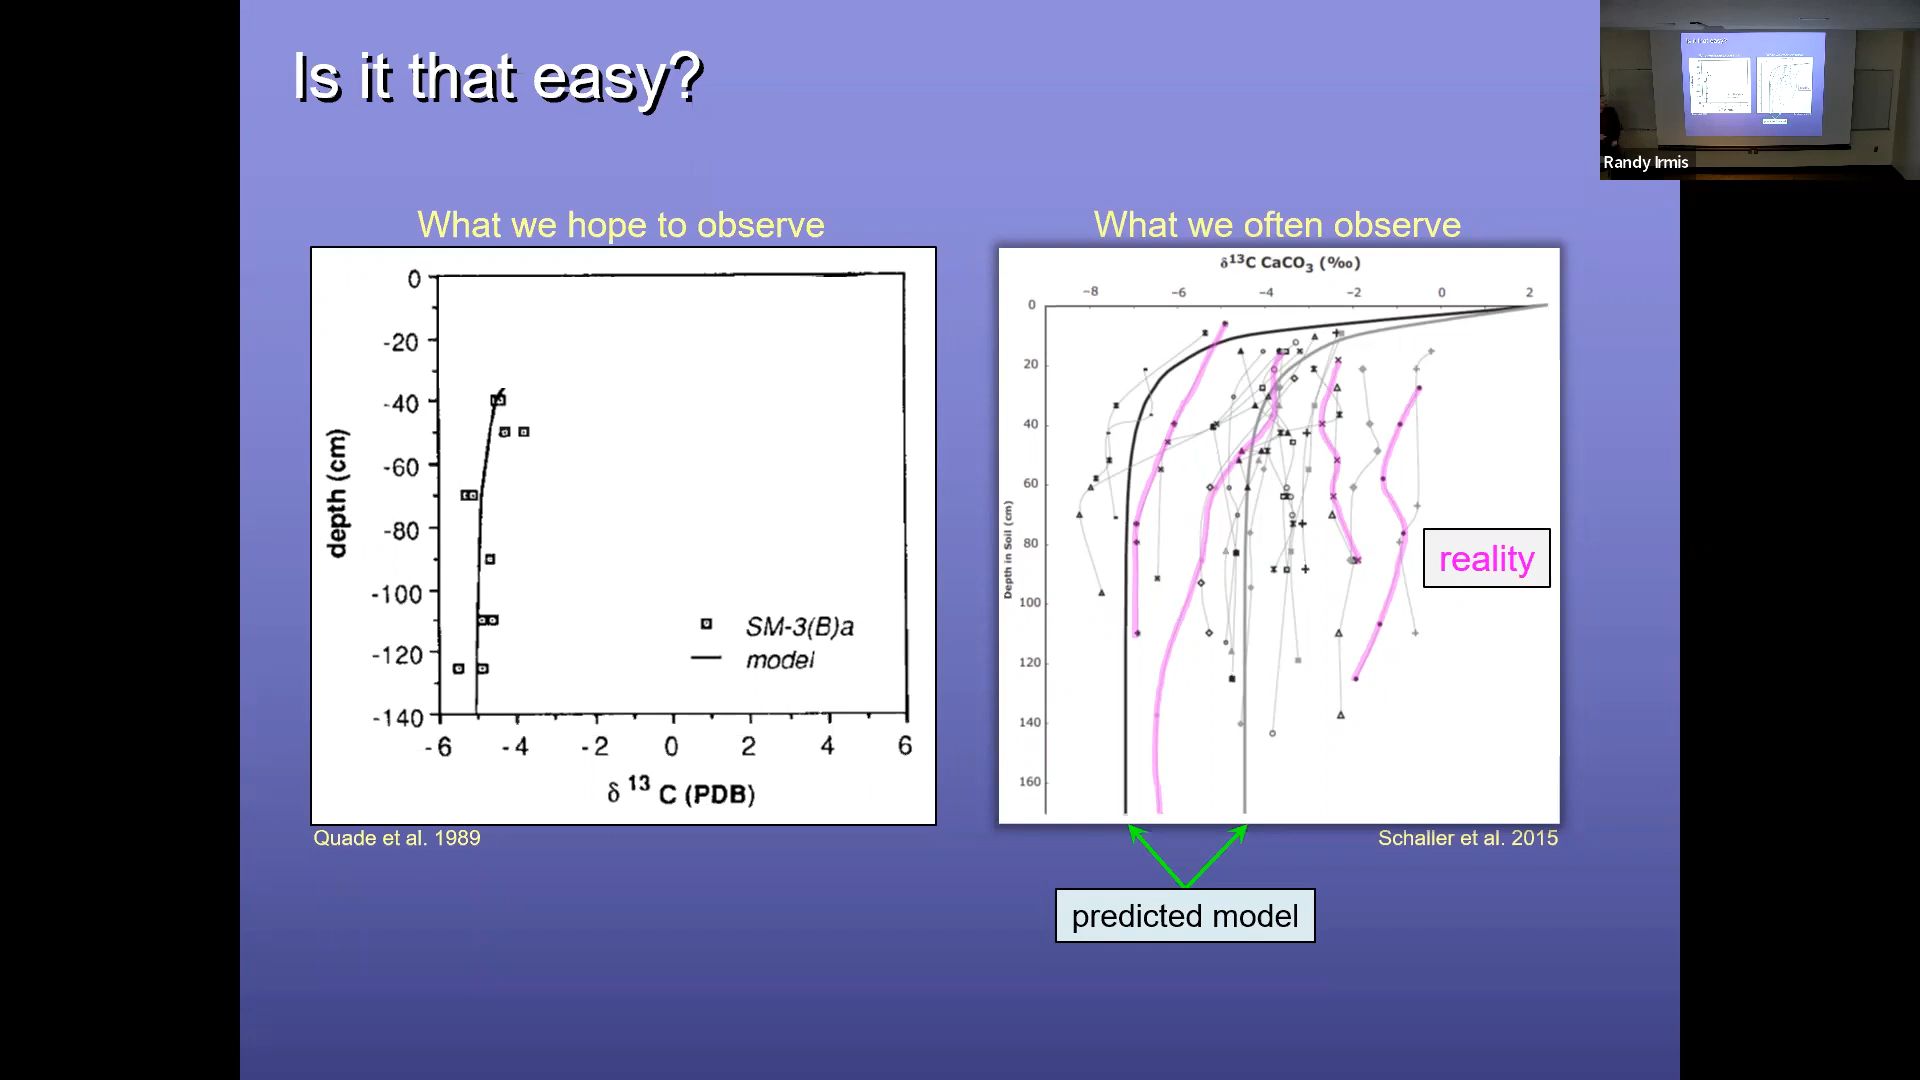 Is it that easy?
Randy Irmis
What we hope to observe
0
-20
-40
-60
-80
-100
-120
-140
depth (cm)
SM-3(B)a
model
-6
-4
-2
0
2
4
6
δ 13 C (PDB)
Quade et al. 1989
What we often observe
δ13C CaCO3 (‰)
-8
-6
-4
-2
0
2
0
20
40
60
80
100
120
140
160
Depth in Soil (cm)
reality
Schaller et al. 2015
predicted model